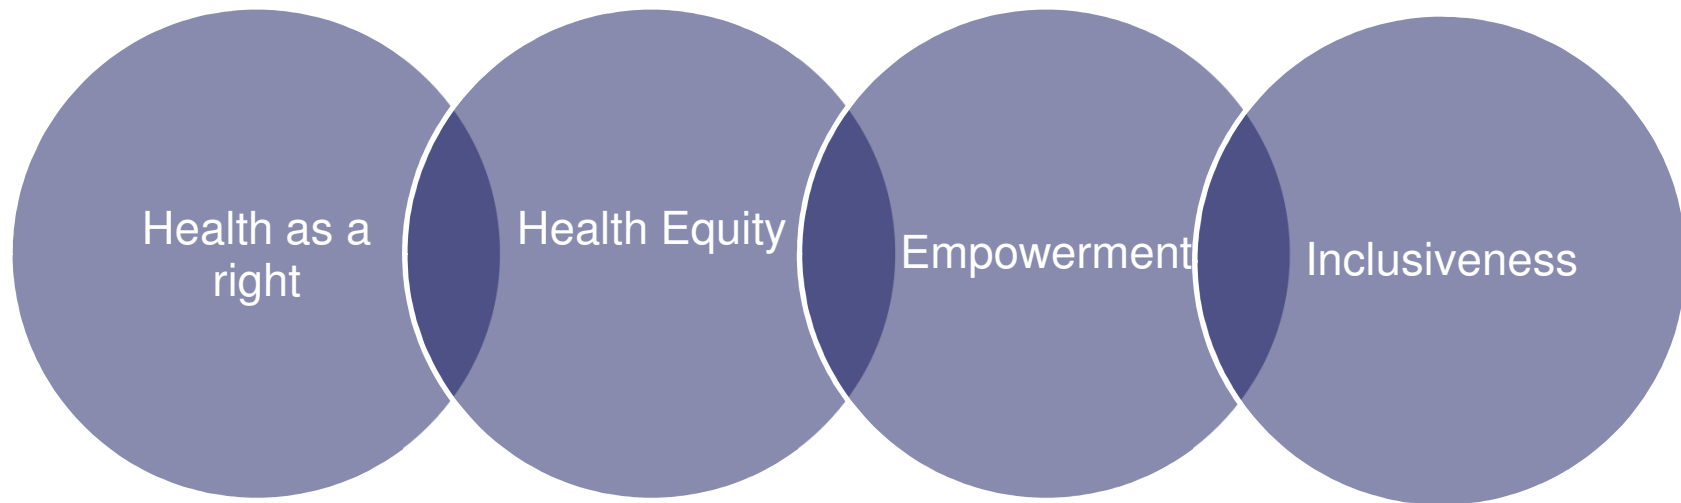 Health as a
right
Health Equity
Empowerment
Inclusiveness